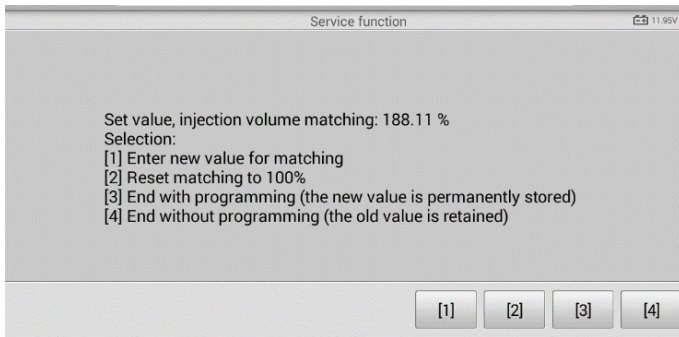 Service function
11.95V
Set value, injection volume matching: 188.11 %
Selection:
[1] Enter new value for matching
[2] Reset matching to 100%
[3] End with programming (the new value is permanently stored)
[4] End without programming (the old value is retained)
[1] [2] [3] [4]